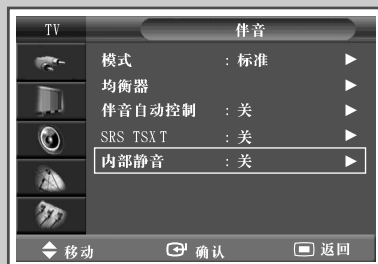 TV 伴音
模式 : 标准
均衡器
伴音自动控制 : 关
SRS TSXT : 关
内部静音 : 关
移动 确认 返回